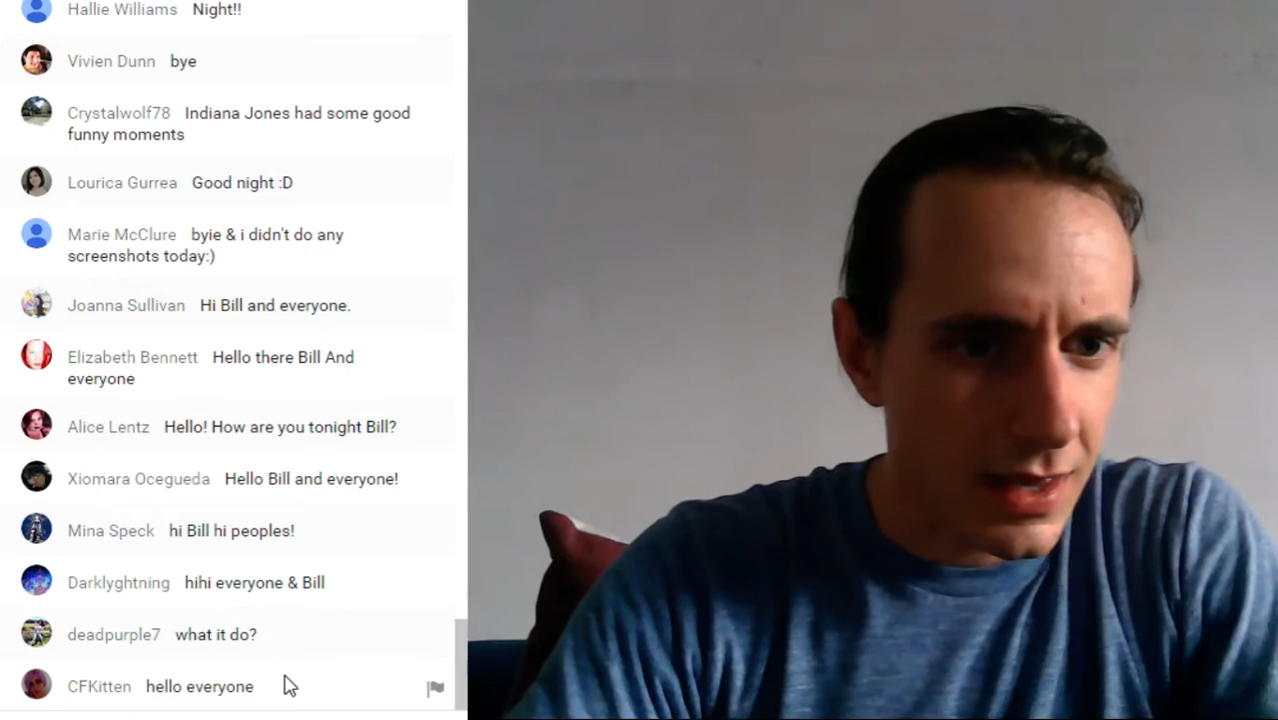 Hallie Williams Night!!
Vivien Dunn bye
Crystalwolf78 Indiana Jones had some good
funny moments
Lourica Gurrea Good night :D
Marie McClure byie & i didn't do any
screenshots today:)
Joanna Sullivan Hi Bill and everyone.
Elizabeth Bennett Hello there Bill And
everyone
Alice Lentz Hello! How are you tonight Bill?
Xiomara Ocegueda Hello Bill and everyone!
Mina Speck hi Bill hi peoples!
Darklyghtning hihi everyone & Bill
deadpurple7 what it do?
CFKitten hello everyone